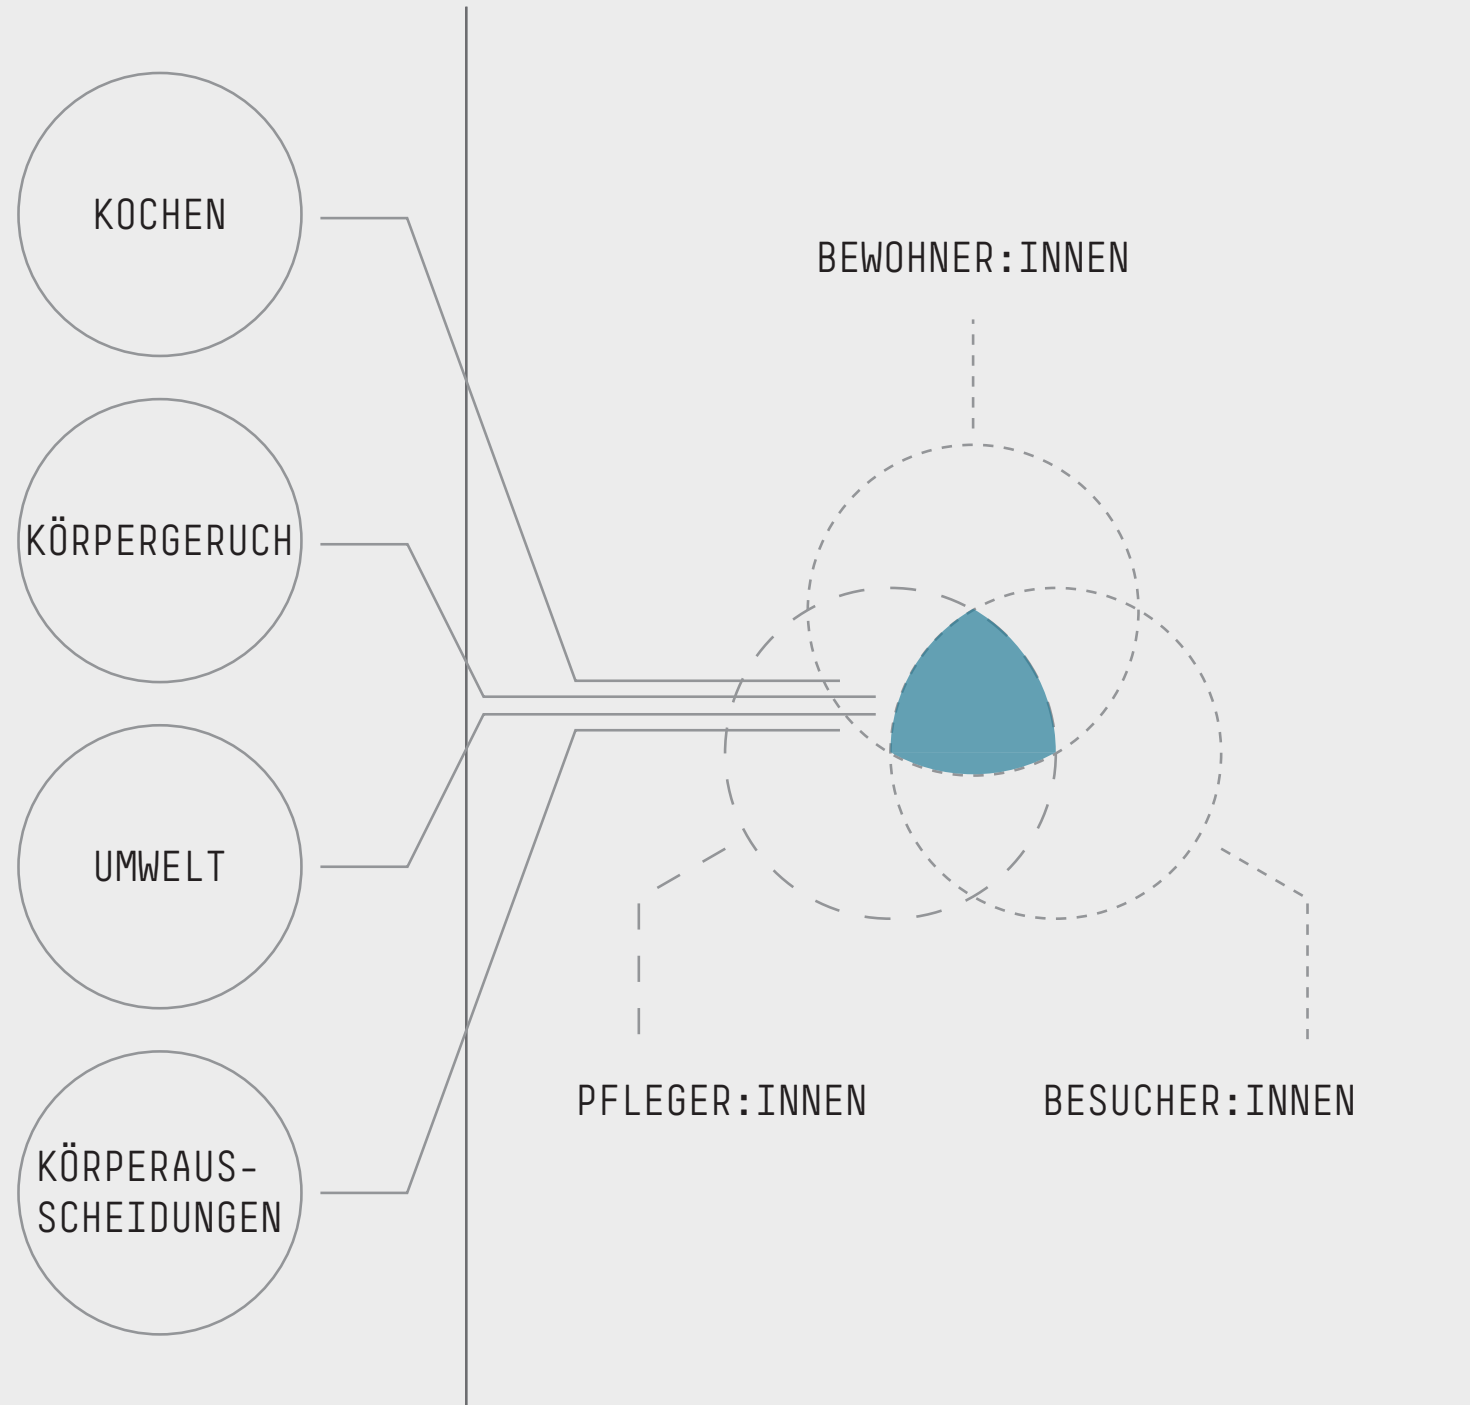 KOCHEN
BEWOHNER:INNEN
KÖRPERGERUCH
UMWELT
PFLEGER:INNEN
BESUCHER:INNEN
KÖRPERAUS-
SCHEIDUNGEN